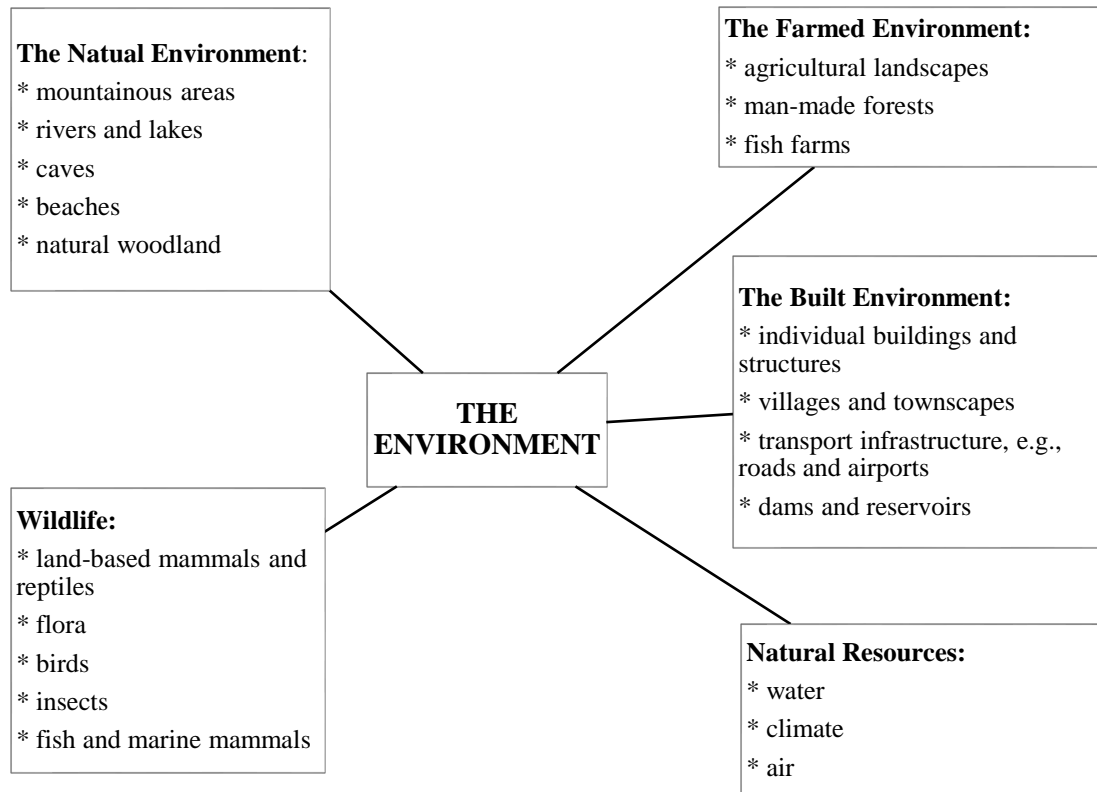 The Natual Environment:
* mountainous areas
* rivers and lakes
* caves
* beaches
* natural woodland
The Farmed Environment:
* agricultural landscapes
* man-made forests
* fish farms
The Built Environment:
* individual buildings and
structures
* villages and townscapes
* transport infrastructure, e.g.,
roads and airports
* dams and reservoirs
THE
ENVIRONMENT
Wildlife:
* land-based mammals and
reptiles
* flora
* birds
* insects
* fish and marine mammals
Natural Resources:
* water
* climate
* air